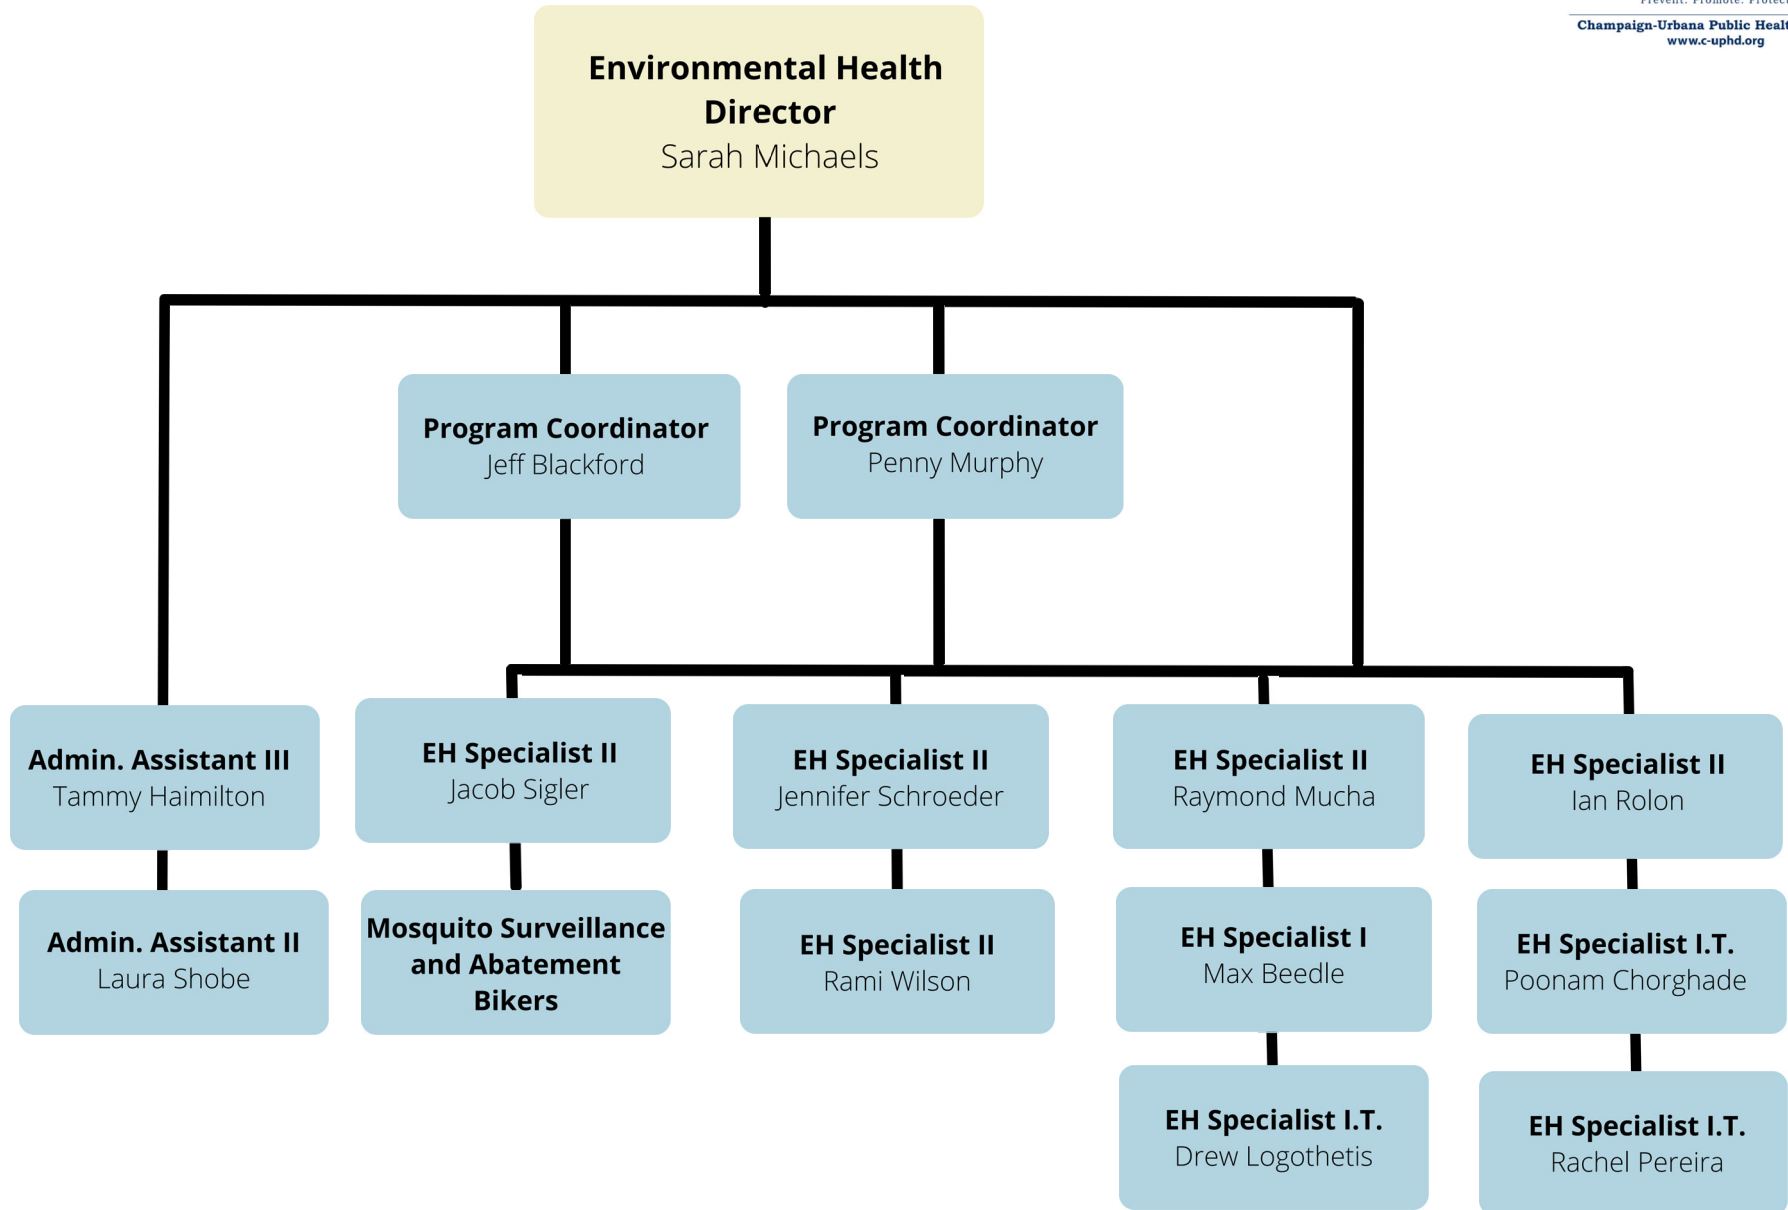 Prevent. Promote. Protect.
Champaign-Urbana Public Healt
www.c-uphd.org
Environmental Health
Director
Sarah Michaels
Program Coordinator
Jeff Blackford
Program Coordinator
Penny Murphy
Admin. Assistant III
Tammy Haimilton
EH Specialist II
Jacob Sigler
EH Specialist II
Jennifer Schroeder
EH Specialist II
Raymond Mucha
EH Specialist II
Ian Rolon
Admin. Assistant II
Laura Shobe
Mosquito Surveillance
and Abatement
Bikers
EH Specialist II
Rami Wilson
EH Specialist I
Max Beedle
EH Specialist I.T.
Poonam Chorghade
EH Specialist I.T.
Drew Logothetis
EH Specialist I.T.
Rachel Pereira